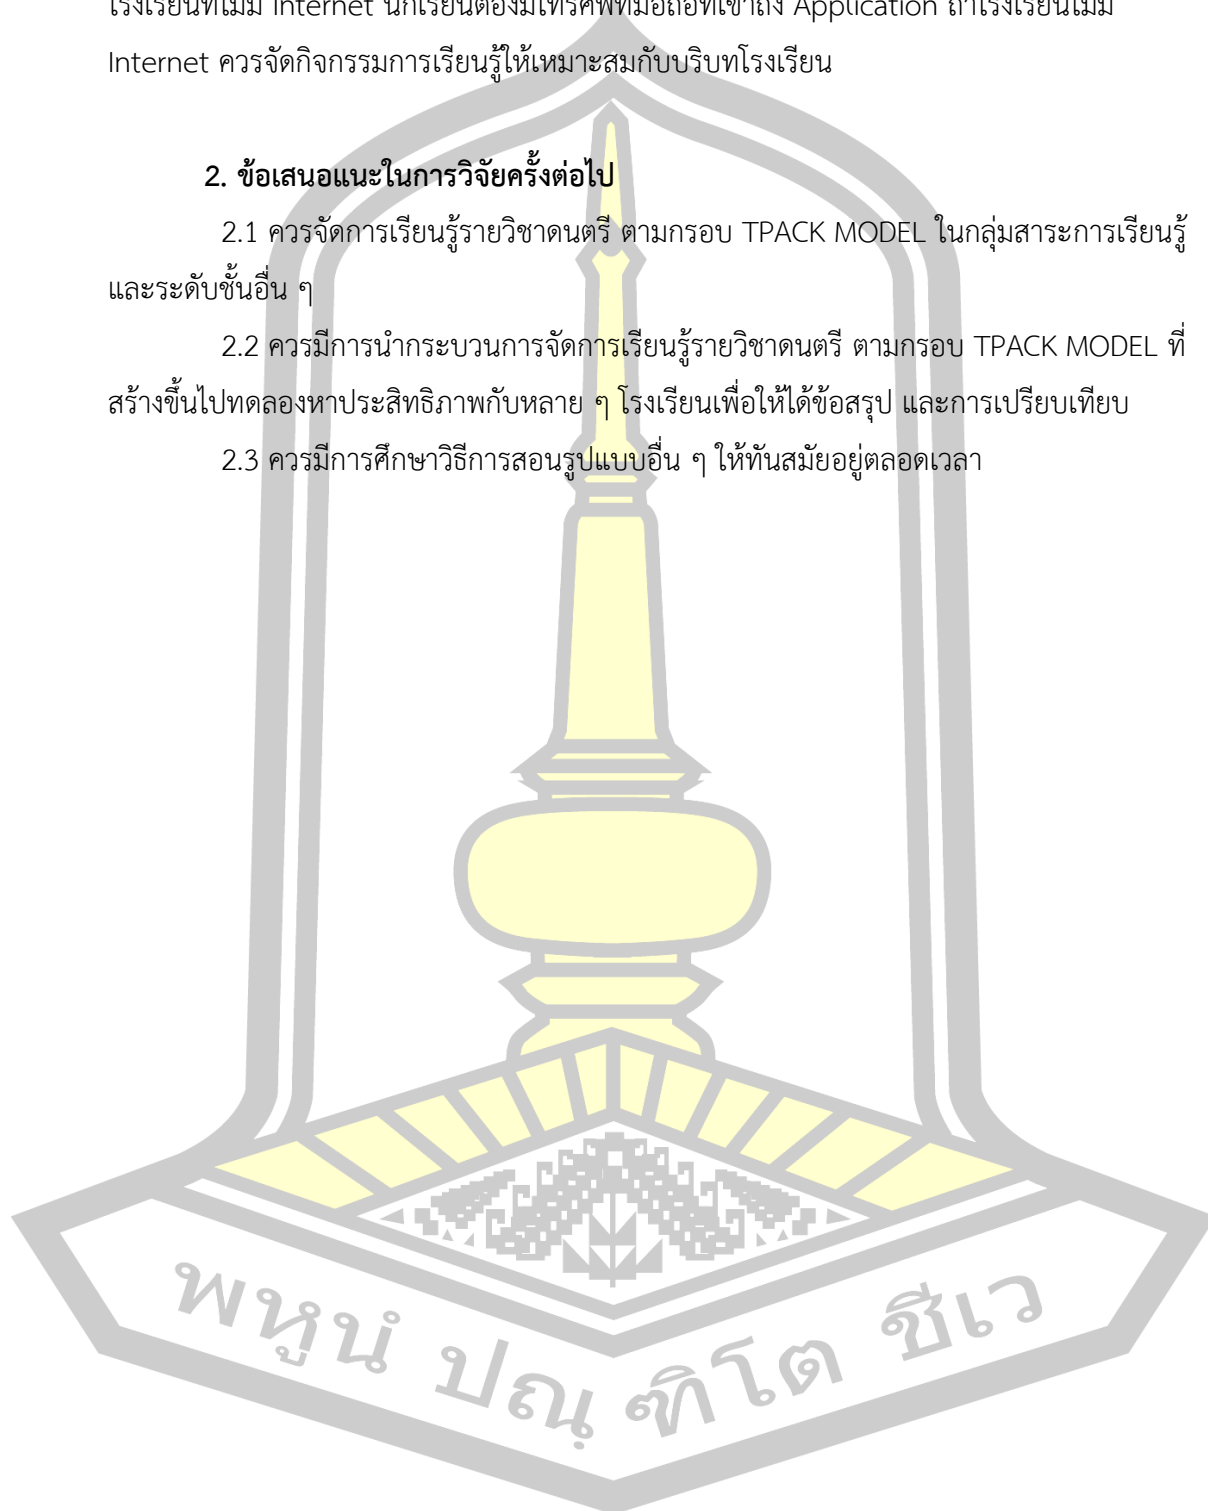 โรงเรียนที่ไม่มี Internet นักเรียนต้องมีโทรศัพท์มือถือที่เข้าถึง Application ถ้าโรงเรียนไม่มี
Internet ควรจัดกิจกรรมการเรียนรู้ให้เหมาะสมกับบริบทโรงเรียน
2. ข้อเสนอแนะในการวิจัยครั้งต่อไป
2.1 ควรจัดการเรียนรู้รายวิชาดนตรี ตามกรอบ TPACK MODEL ในกลุ่มสาระการเรียนรู้
และระดับชั้นอื่น ๆ
2.2 ควรมีการนำกระบวนการจัดการเรียนรู้รายวิชาดนตรี ตามกรอบ TPACK MODEL ที่
สร้างขึ้นไปทดลองหาประสิทธิภาพกับหลาย ๆ โรงเรียนเพื่อให้ได้ข้อสรุป และการเปรียบเทียบ
2.3 ควรมีการศึกษาวิธีการสอนรูปแบบอื่น ๆ ให้ทันสมัยอยู่ตลอดเวลา
พหูนํ ปณฺฑิโต ชีเว